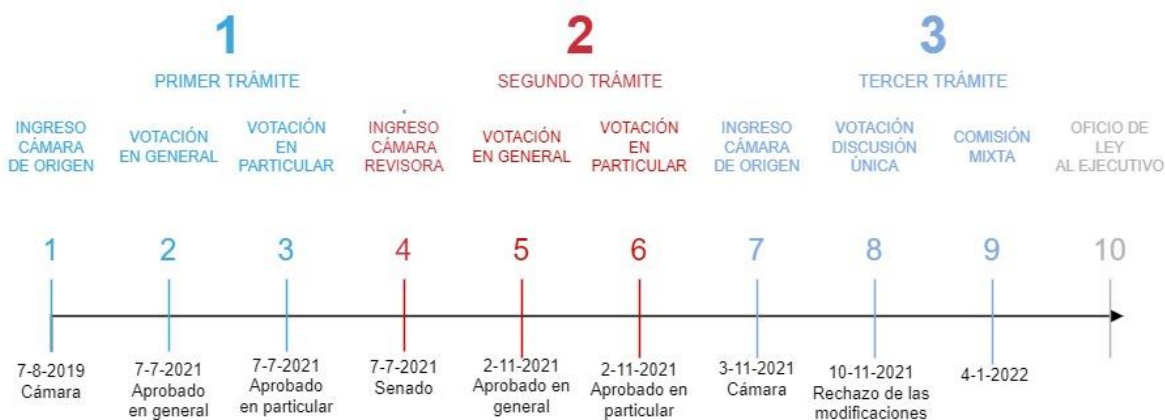 1
PRIMER TRÁMITE
2
SEGUNDO TRÁMITE
3
TERCER TRÁMITE
INGRESO
CÁMARA
DE ORIGEN
VOTACIÓN
EN GENERAL
VOTACIÓN
EN
PARTICULAR
INGRESO
CÁMARA
REVISORA
VOTACIÓN
EN GENERAL
VOTACIÓN
EN
PARTICULAR
INGRESO
CÁMARA
DE ORIGEN
VOTACIÓN
DISCUSIÓN
ÚNICA
COMISIÓN
MIXTA
OFICIO DE
LEY
AL EJECUTIVO
1
2
3
4
5
6
7
8
9
10
7-8-2019
Cámara
7-7-2021
Aprobado
en general
7-7-2021
Aprobado
en particular
7-7-2021
Senado
2-11-2021
Aprobado en
general
2-11-2021
Aprobado en
particular
3-11-2021
Cámara
10-11-2021
Rechazo de las
modificaciones
4-1-2022